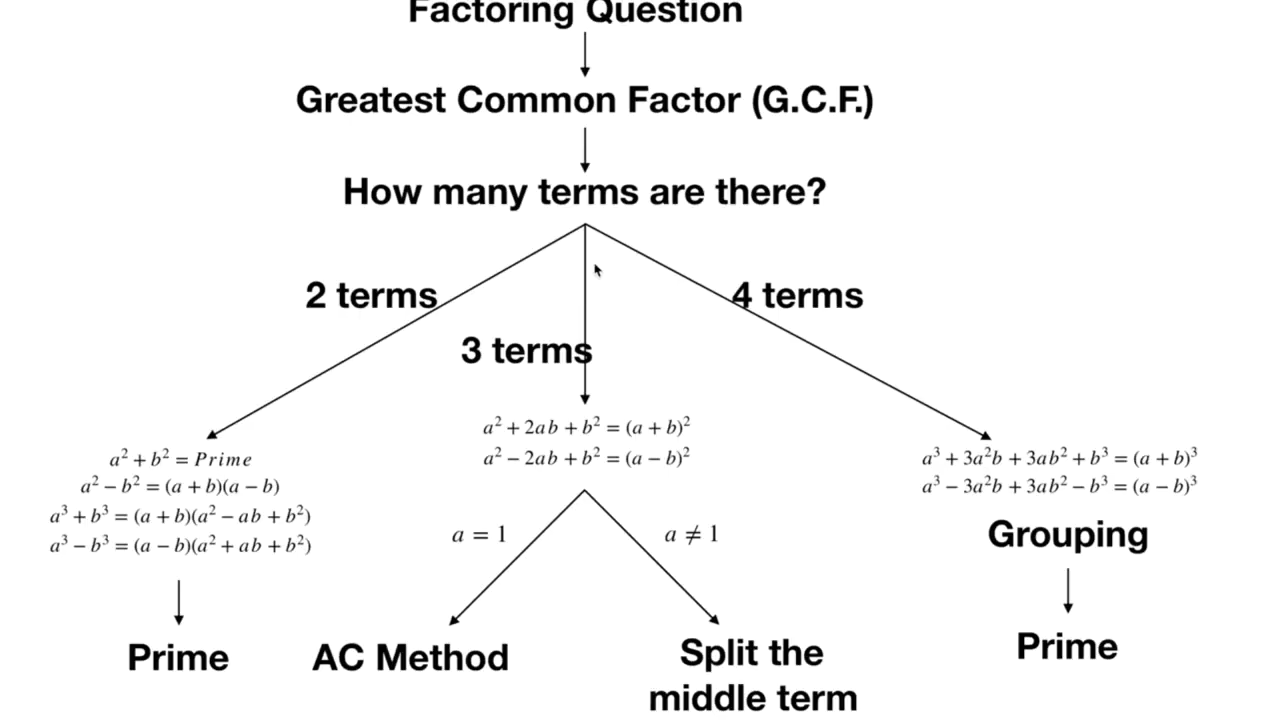 Factoring Question
Greatest Common Factor (G.C.F.)
How many terms are there?
2 terms
4 terms
3 terms
a² + 2ab + b² = (a + b)²
a² − 2ab + b² = (a − b)²
a² + b² = Prime
a² − b² = (a + b)(a − b)
a³ + b³ = (a + b)(a² − ab + b²)
a³ − b³ = (a − b)(a² + ab + b²)
a³ + 3a²b + 3ab² + b³ = (a + b)³
a³ − 3a²b + 3ab² − b³ = (a − b)³
a = 1
a ≠ 1
Grouping
Prime
AC Method
Split the
middle term
Prime